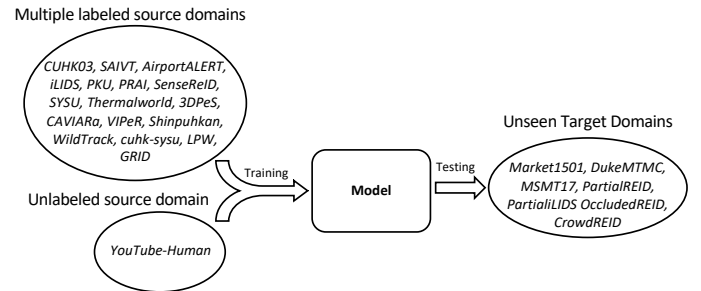 Multiple labeled source domains
CUHK03, SAIVT, AirportALERT,
iLIDS, PKU, PRAI, SenseReID,
SYSU, Thermalworld, 3DPeS,
CAVIARa, VIPeR, Shinpuhkan,
WildTrack, cuhk-sysu, LPW,
GRID
Unlabeled source domain
YouTube-Human
Training
Model
Testing
Unseen Target Domains
Market1501, DukeMTMC,
MSMT17, PartialREID,
PartialiLIDS OccludedREID,
CrowdREID